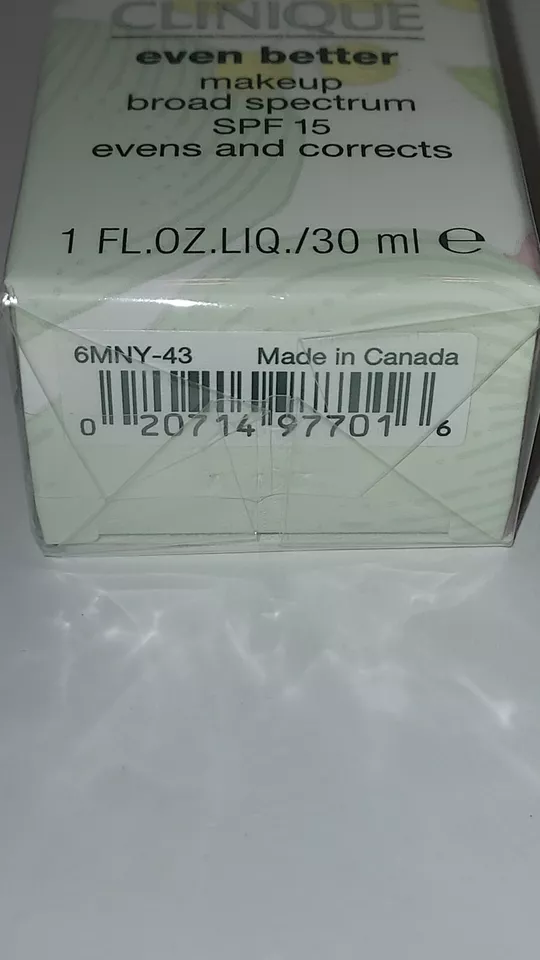 CLINIQUE
even better
makeup
broad spectrum
SPF 15
evens and corrects
1 FL.OZ.LIQ./30 ml ℮
6MNY-43 Made in Canada
0 20714 97701 6